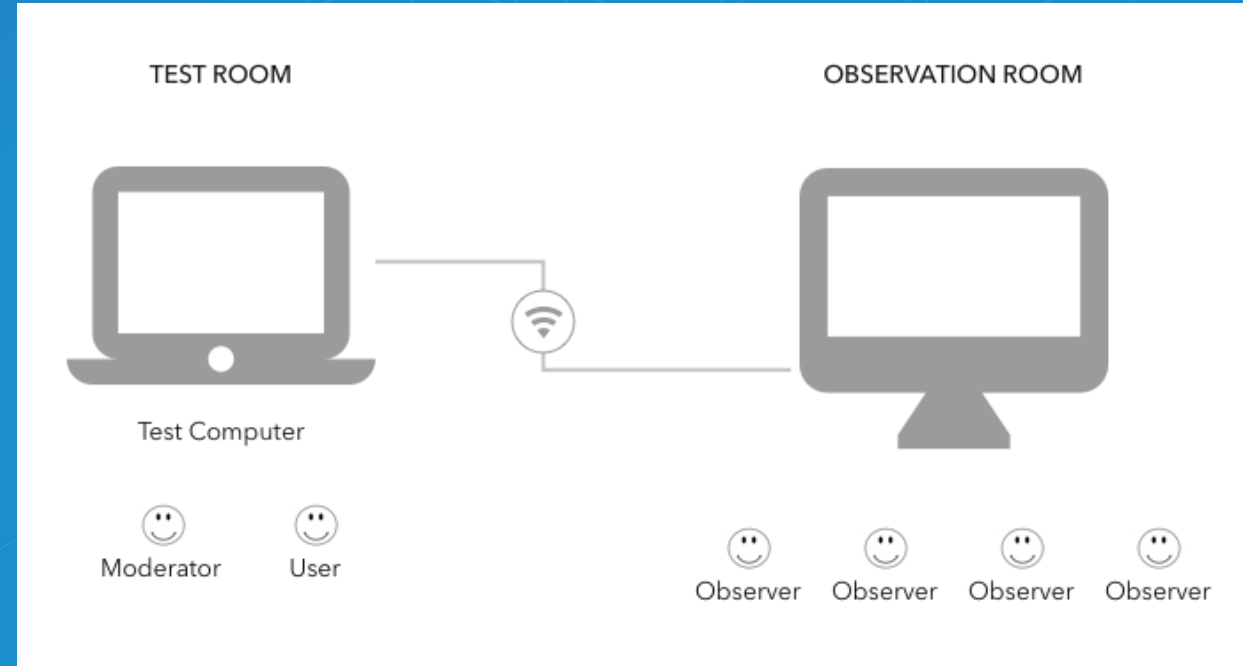 TEST ROOM
OBSERVATION ROOM
Test Computer
Moderator
User
Observer
Observer
Observer
Observer